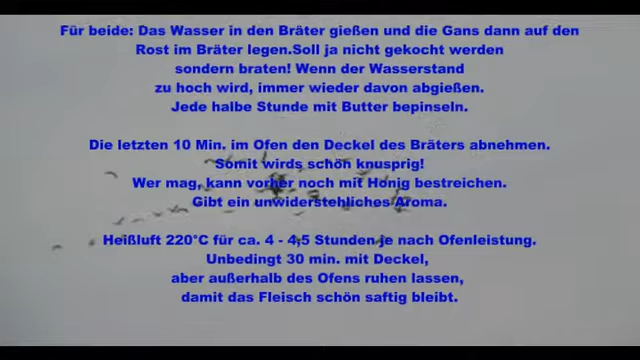 Für beide: Das Wasser in den Bräter gießen und die Gans dann auf den
Rost im Bräter legen.Soll ja nicht gekocht werden
sondern braten! Wenn der Wasserstand
zu hoch wird, immer wieder davon abgießen.
Jede halbe Stunde mit Butter bepinseln.
Die letzten 10 Min. im Ofen den Deckel des Bräters abnehmen.
Somit wirds schön knusprig!
Wer mag, kann vorher noch mit Honig bestreichen.
Gibt ein unwiderstehliches Aroma.
Heißluft 220°C für ca. 4 - 4,5 Stunden je nach Ofenleistung.
Unbedingt 30 min. mit Deckel,
aber außerhalb des Ofens ruhen lassen,
damit das Fleisch schön saftig bleibt.